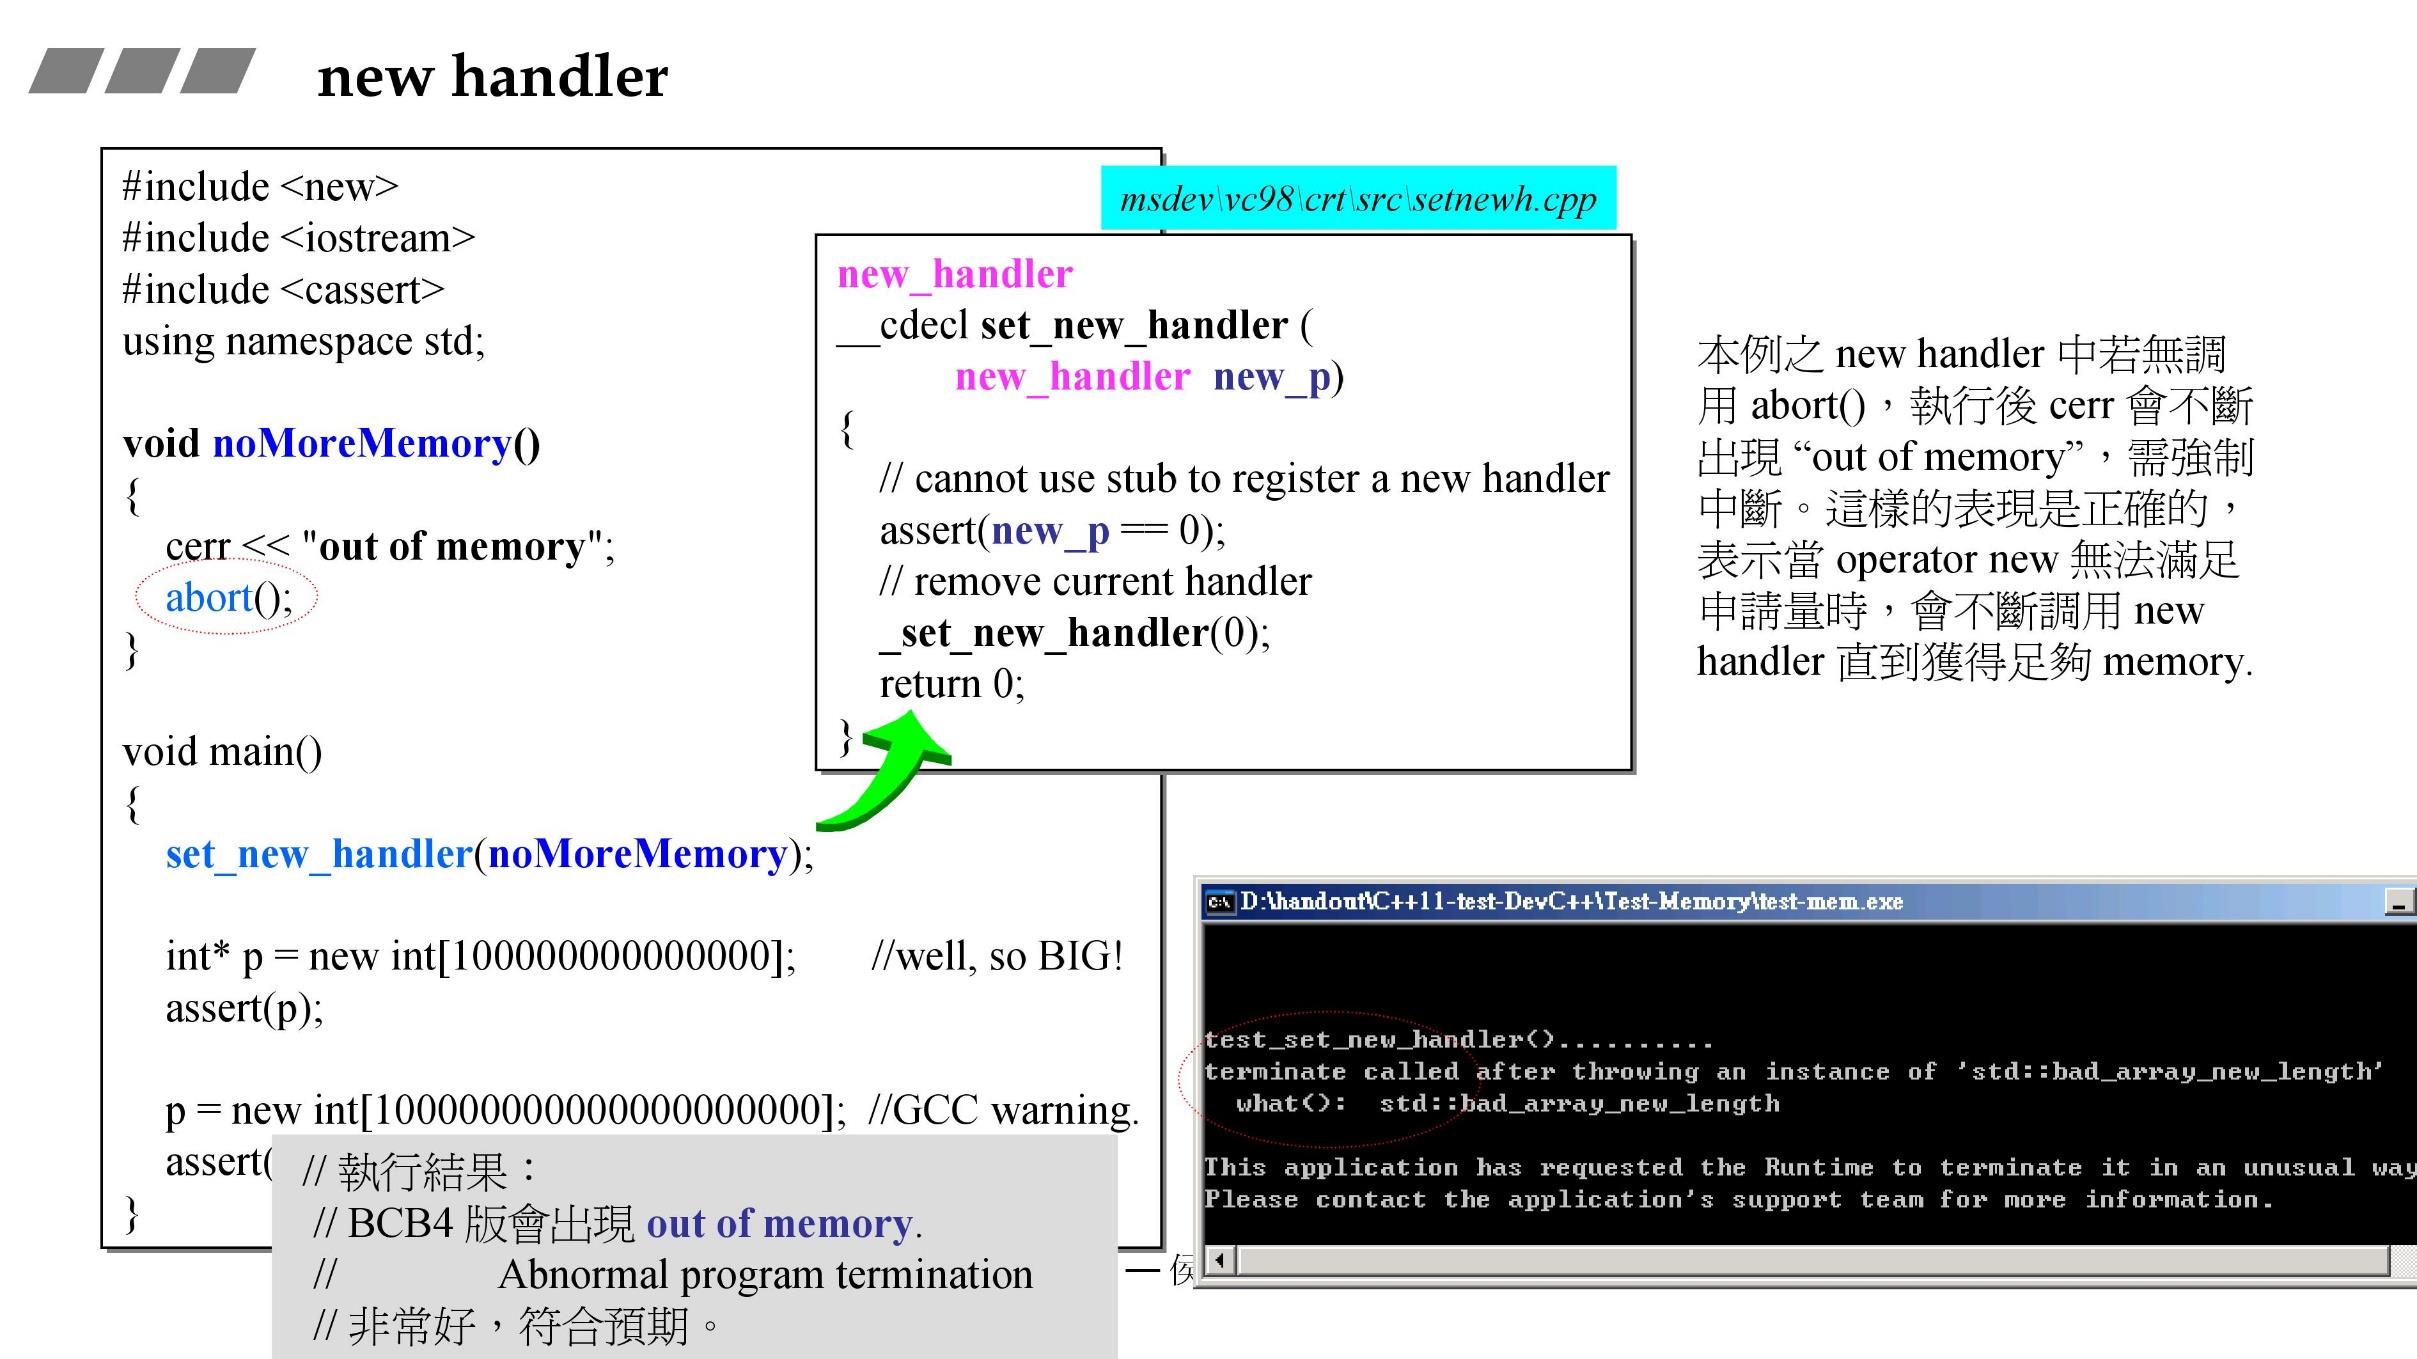 new handler
#include <new>
#include <iostream>
#include <cassert>
using namespace std;
void noMoreMemory()
{
cerr << "out of memory";
abort();
}
void main()
{
set_new_handler(noMoreMemory);
int* p = new int[100000000000000]; //well, so BIG!
assert(p);
p = new int[100000000000000000000]; //GCC warning.
assert(
}
msdev\vc98\crt\src\setnewh.cpp
new_handler
__cdecl set_new_handler (
new_handler new_p)
{
// cannot use stub to register a new handler
assert(new_p == 0);
// remove current handler
_set_new_handler(0);
return 0;
}
本例之 new handler 中若無調
用 abort(),執行後 cerr 會不斷
出現 “out of memory”,需強制
中斷。這樣的表現是正確的,
表示當 operator new 無法滿足
申請量時,會不斷調用 new
handler 直到獲得足夠 memory.
// 執行結果:
// BCB4 版會出現 out of memory.
// Abnormal program termination
// 非常好,符合預期。
— 侯
D:\handout\C++11-test-DevC++\Test-Memory\test-mem.exe
test_set_new_handler()..........
terminate called after throwing an instance of 'std::bad_array_new_length'
what(): std::bad_array_new_length
This application has requested the Runtime to terminate it in an unusual way
Please contact the application's support team for more information.